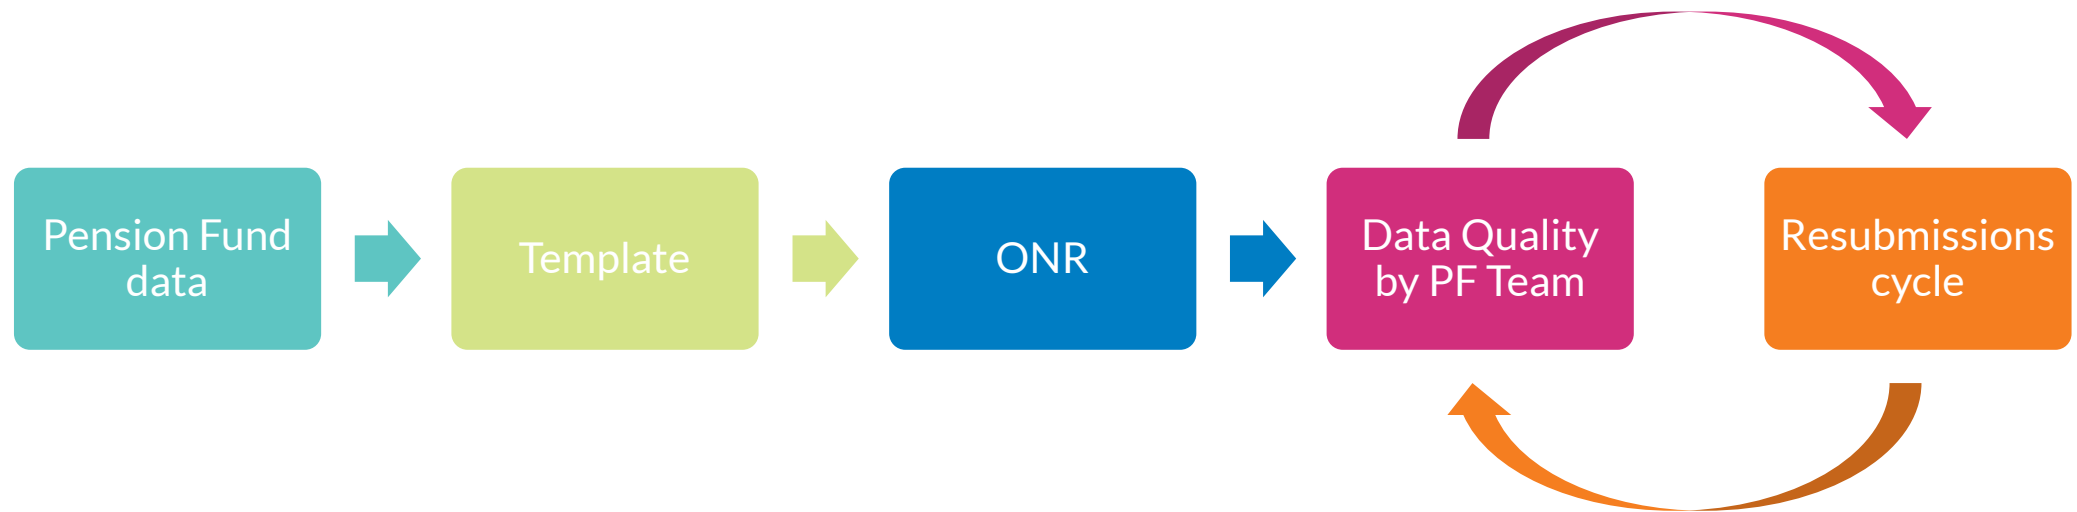 Pension Fund
data
Template
ONR
Data Quality
by PF Team
Resubmissions
cycle